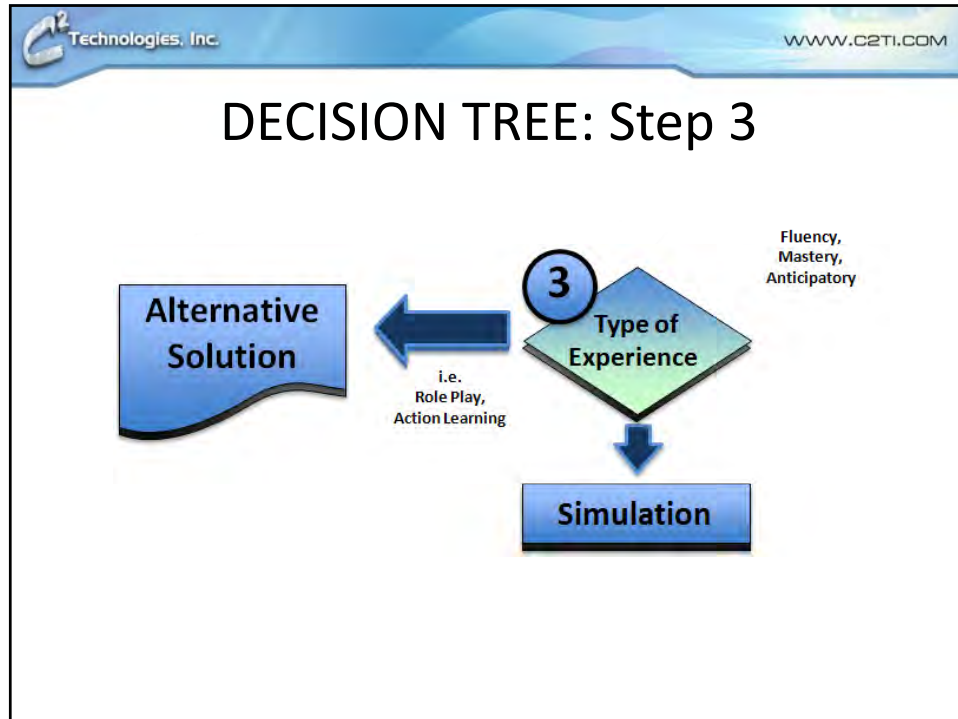 C² Technologies, Inc.
WWW.C2TI.COM
DECISION TREE: Step 3
Fluency,
Mastery,
Anticipatory
3
Type of
Experience
Alternative
Solution
i.e.
Role Play,
Action Learning
Simulation